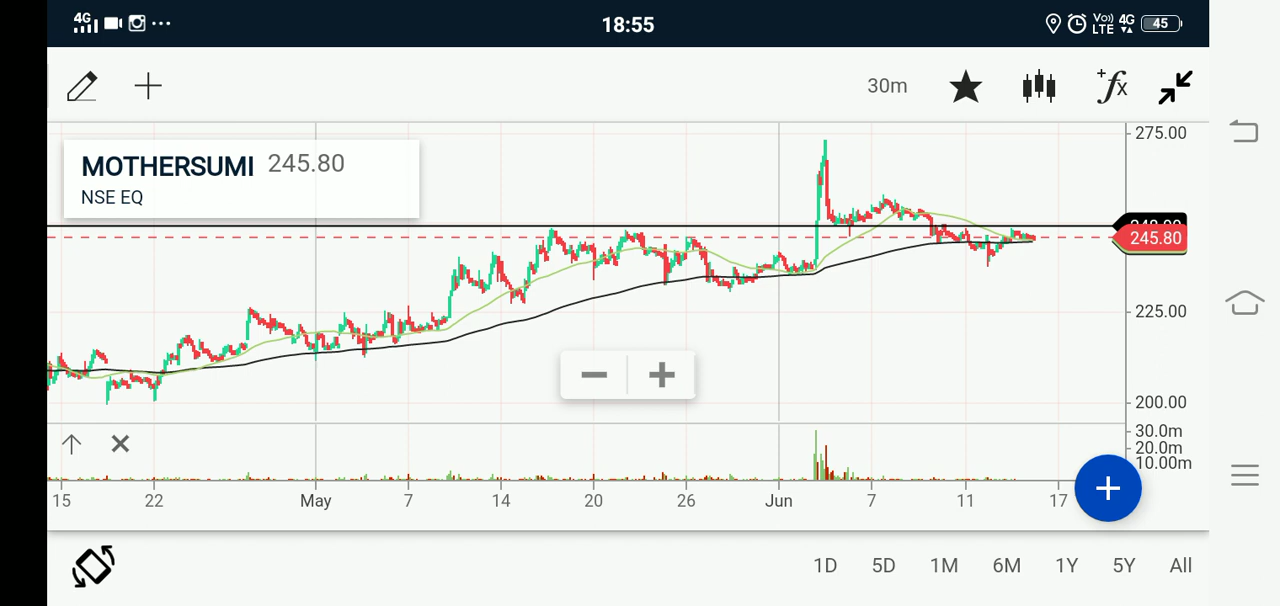 4G 18:55 Vo) LTE 4G 45
30m +fx
MOTHERSUMI 245.80
NSE EQ
275.00
245.80
225.00
200.00
30.0m
20.0m
10.00m
15 22 May 7 14 20 26 Jun 7 11 17
1D 5D 1M 6M 1Y 5Y All